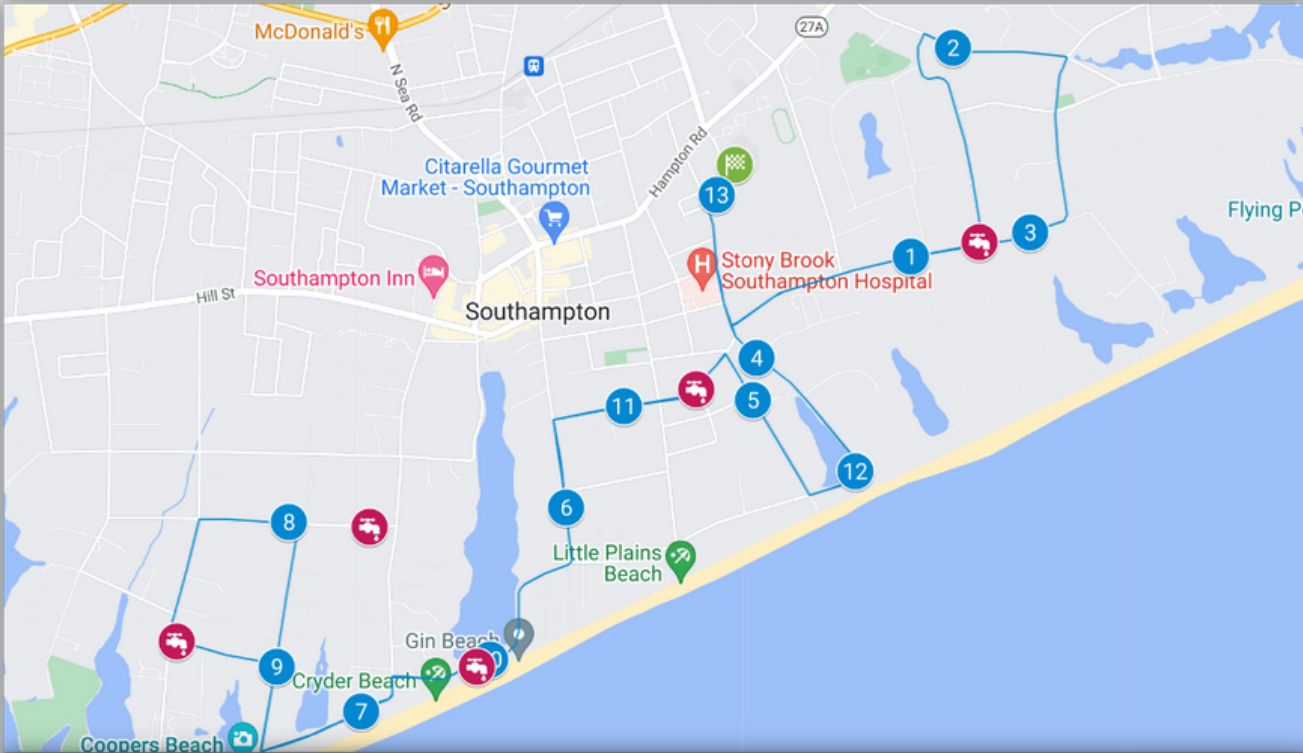 McDonald's
27A
2
N Sea Rd
Citarella Gourmet
Market - Southampton
Hampton Rd
13
Flying P
3
1
Stony Brook
Southampton Hospital
Southampton Inn
Hill St
Southampton
4
5
11
12
6
8
Little Plains
Beach
Gin Beach
0
9
Cryder Beach
7
Coopers Beach
H